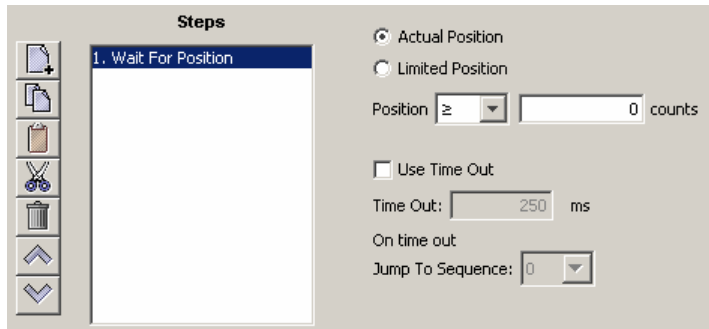 Steps
1. Wait For Position
Actual Position
Limited Position
Position ≥ 0 counts
Use Time Out
Time Out: 250 ms
On time out
Jump To Sequence: 0